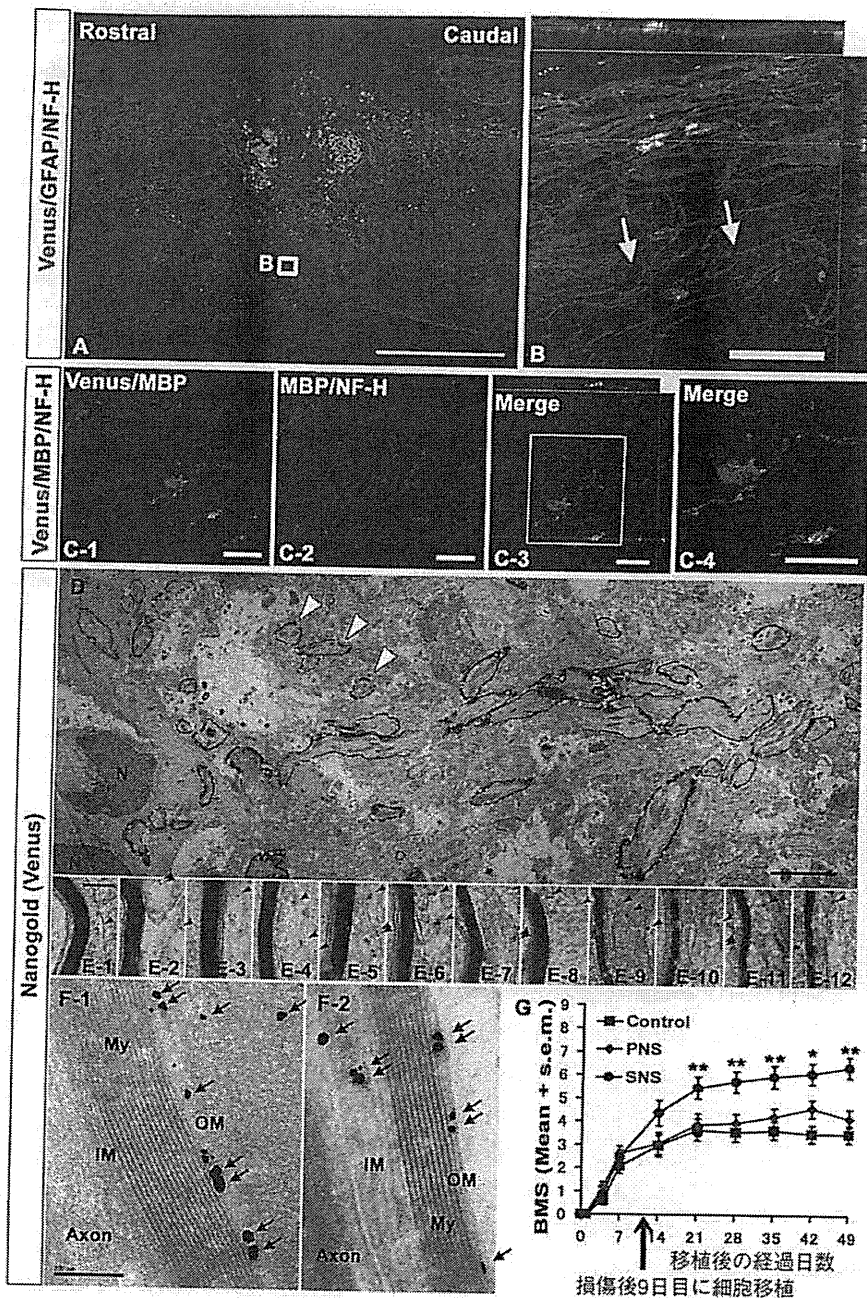 Venus/GFAP/NF-H
Rostral
Caudal
B
A
B
Venus/MBP/NF-H
Venus/MBP
MBP/NF-H
Merge
Merge
C-1
C-2
C-3
C-4
Nanogold (Venus)
D
N
E-1
E-2
E-3
E-4
E-5
E-6
E-7
E-8
E-9
E-10
E-11
E-12
F-1
My
OM
IM
Axon
F-2
IM
OM
My
Axon
G
BMS (Mean + s.e.m.)
9
8
7
6
5
4
3
2
1
0
Control
PNS
SNS
** ** ** * **
0 7 14 21 28 35 42 49
移植後の経過日数
損傷後9日目に細胞移植